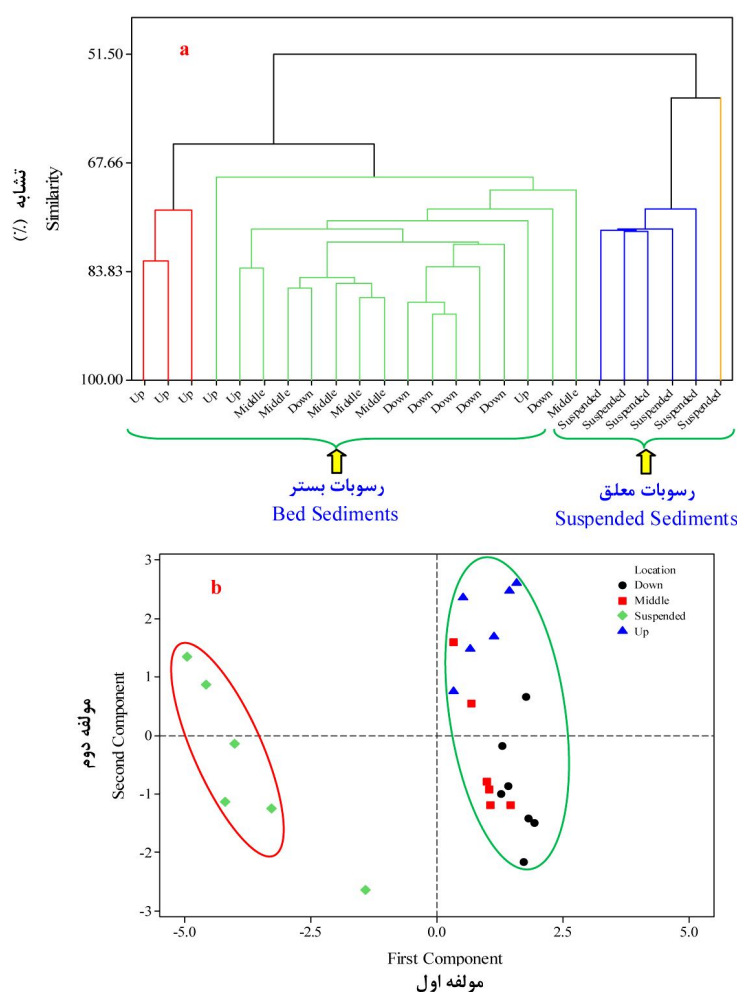 a
51.50
67.66
83.83
100.00
تشابه (٪)
Similarity
Up Up Up Up Up Middle Middle Down Middle Middle Middle Down Down Down Down Down Up Down Middle Suspended Suspended Suspended Suspended Suspended Suspended
رسوبات بستر
Bed Sediments
رسوبات معلق
Suspended Sediments
b
3
2
1
0
-1
-2
-3
مولفه دوم
Second Component
Location
Down
Middle
Suspended
Up
-5.0 -2.5 0.0 2.5 5.0
First Component
مولفه اول